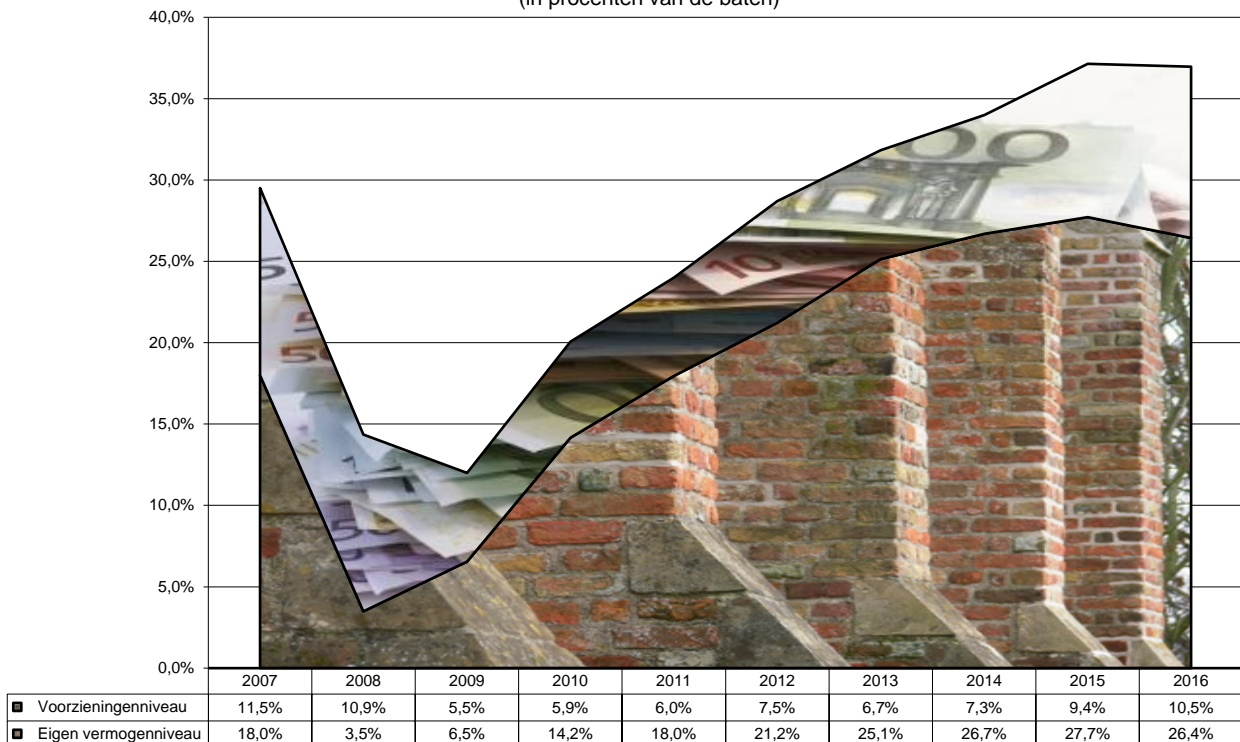 (in procenten van de baten)
40,0%
35,0%
30,0%
25,0%
20,0%
15,0%
10,0%
5,0%
0,0%
2007 2008 2009 2010 2011 2012 2013 2014 2015 2016
Voorzieningenniveau 11,5% 10,9% 5,5% 5,9% 6,0% 7,5% 6,7% 7,3% 9,4% 10,5%
Eigen vermogenniveau 18,0% 3,5% 6,5% 14,2% 18,0% 21,2% 25,1% 26,7% 27,7% 26,4%